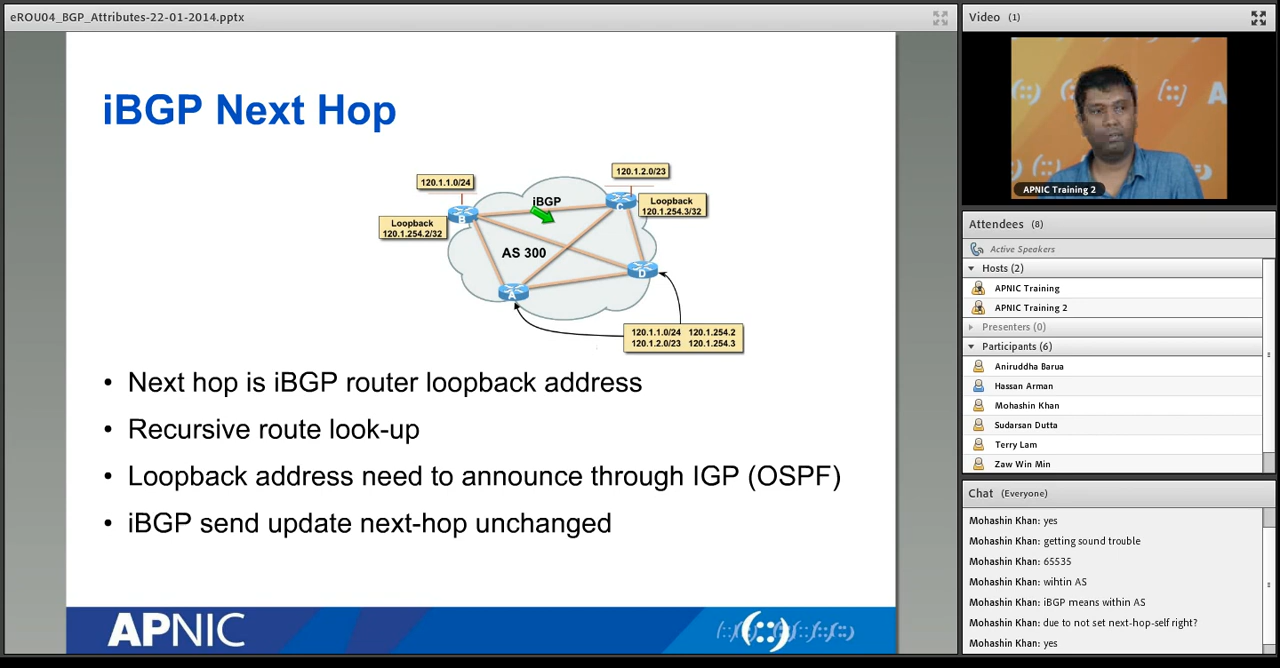 eROU04_BGP_Attributes-22-01-2014.pptx
iBGP Next Hop
120.1.1.0/24
120.1.2.0/23
iBGP
Loopback
120.1.254.2/32
Loopback
120.1.254.3/32
B
C
AS 300
D
A
120.1.1.0/24 120.1.254.2
120.1.2.0/23 120.1.254.3
• Next hop is iBGP router loopback address
• Recursive route look-up
• Loopback address need to announce through IGP (OSPF)
• iBGP send update next-hop unchanged
APNIC
(::)
Video (1)
(::)
[::]
A
APNIC Training 2
Attendees (8)
Active Speakers
Hosts (2)
APNIC Training
APNIC Training 2
Presenters (0)
Participants (6)
Aniruddha Barua
Hassan Arman
Mohashin Khan
Sudarsan Dutta
Terry Lam
Zaw Win Min
Chat (Everyone)
Mohashin Khan: yes
Mohashin Khan: getting sound trouble
Mohashin Khan: 65535
Mohashin Khan: wihtin AS
Mohashin Khan: iBGP means within AS
Mohashin Khan: due to not set next-hop-self right?
Mohashin Khan: yes